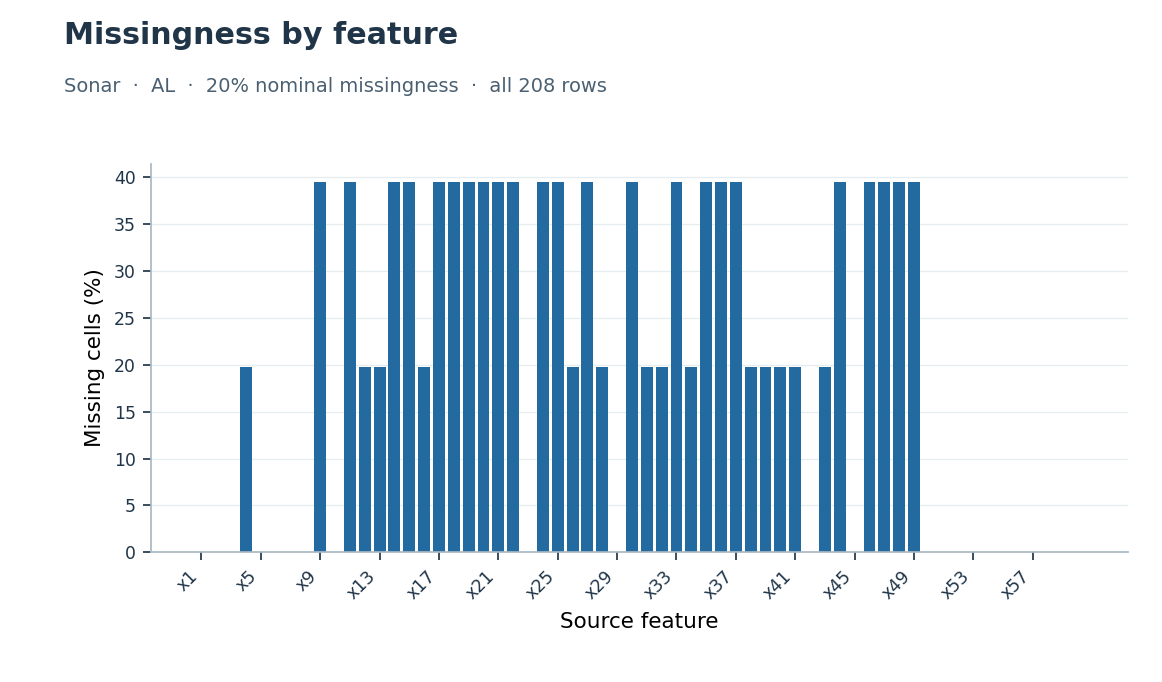 Missingness by feature
Sonar · AL · 20% nominal missingness · all 208 rows
Missing cells (%)
40
35
30
25
20
15
10
5
0
x1 x5 x9 x13 x17 x21 x25 x29 x33 x37 x41 x45 x49 x53 x57
Source feature